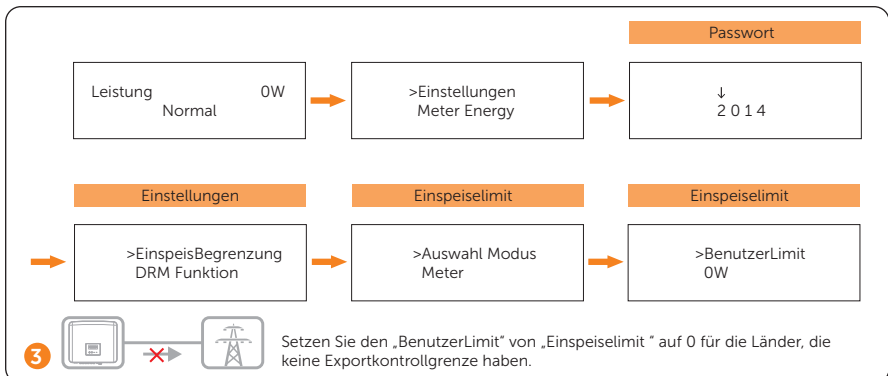 Passwort
Leistung 0W
Normal
>Einstellungen
Meter Energy
↓
2 0 1 4
Einstellungen
Einspeiselimit
Einspeiselimit
>EinspeisBegrenzung
DRM Funktion
>Auswahl Modus
Meter
>BenutzerLimit
0W
3
Setzen Sie den „BenutzerLimit" von „Einspeiselimit " auf 0 für die Länder, die
keine Exportkontrollgrenze haben.